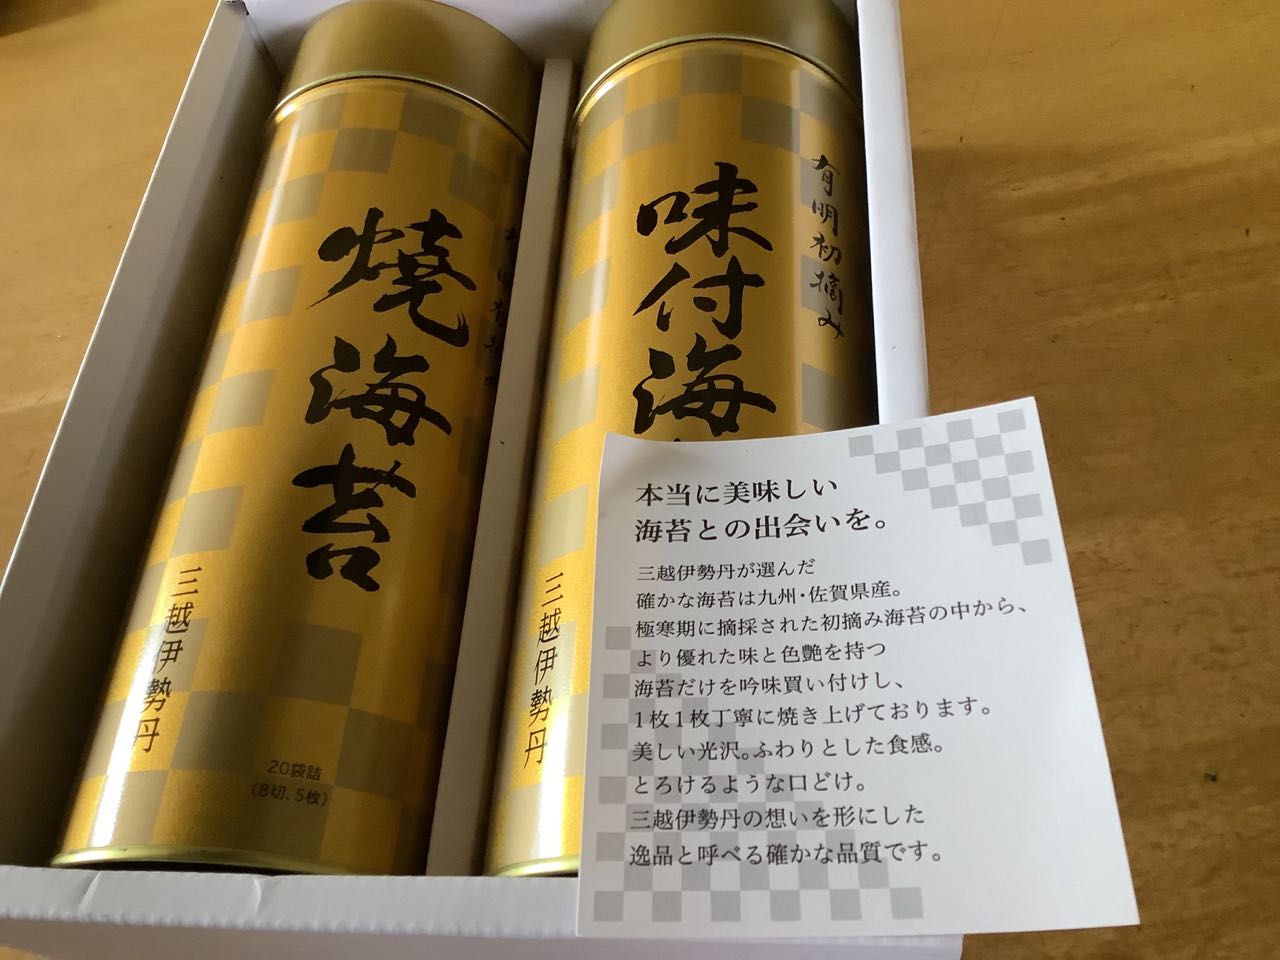 焼海苔
三越伊勢丹
20袋詰
(8切、5枚)
有明初摘み
味付海
三越伊勢丹
本当に美味しい
海苔との出会いを。
三越伊勢丹が選んだ
確かな海苔は九州・佐賀県産。
極寒期に摘採された初摘み海苔の中から、
より優れた味と色艶を持つ
海苔だけを吟味買い付けし、
1枚1枚丁寧に焼き上げております。
美しい光沢。ふわりとした食感。
とろけるような口どけ。
三越伊勢丹の想いを形にした
逸品と呼べる確かな品質です。